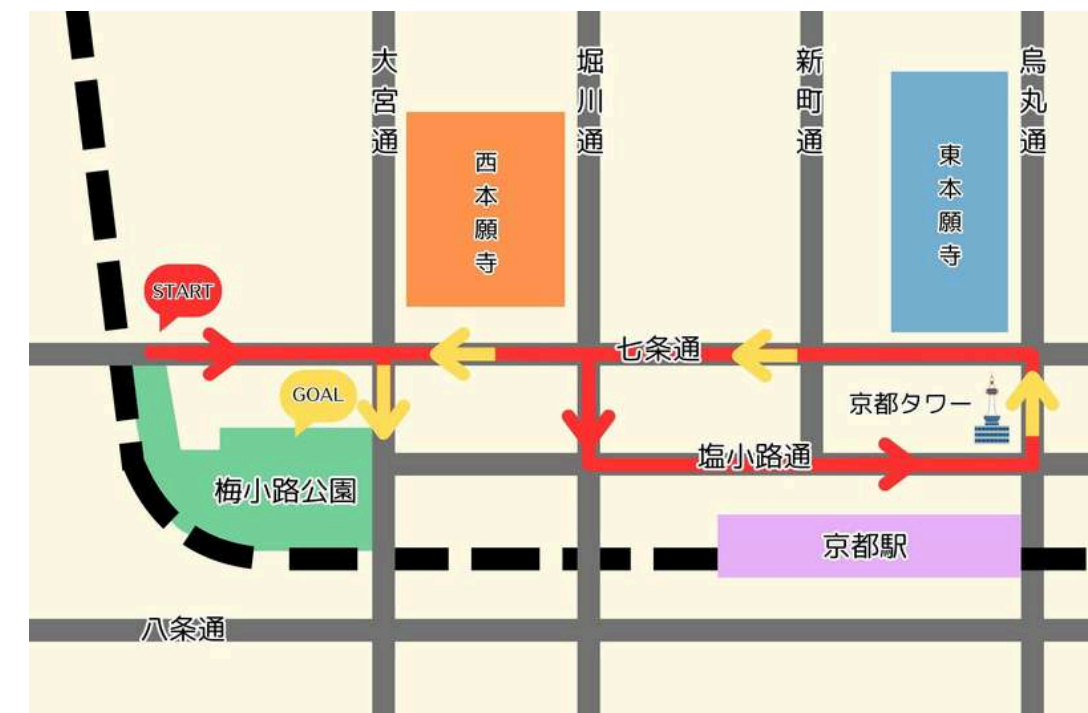 大宮通
堀川通
新町通
烏丸通
西本願寺
東本願寺
START
七条通
GOAL
京都タワー
塩小路通
梅小路公園
京都駅
八条通